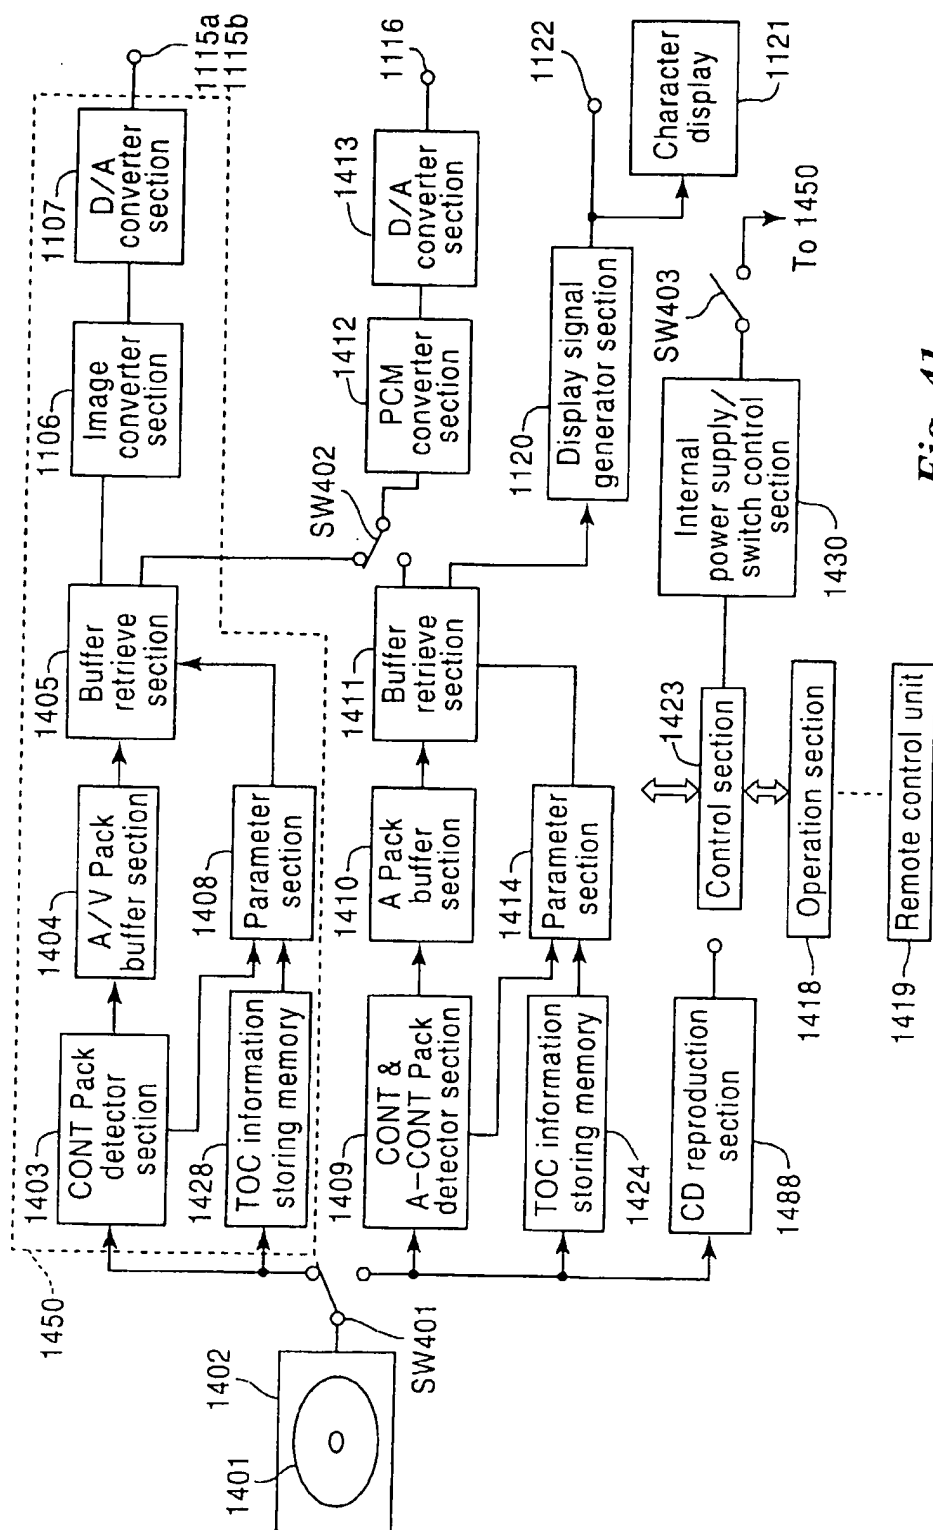 1115a
1115b
1107
D/A
converter
section
1106
Image
converter
section
1405
Buffer
retrieve
section
1404
A/V Pack
buffer section
1403
CONT Pack
detector
section
1408
Parameter
section
1428
TOC information
storing memory
1450
1116
1413
D/A
converter
section
1412
PCM
converter
section
SW402
1411
Buffer
retrieve
section
1410
A Pack
buffer
section
1409
CONT &
A-CONT Pack
detector section
1414
Parameter
section
TOC information
storing memory
1424
1402
1401
SW401
1122
Character
display
1121
1120
Display signal
generator section
SW403
To 1450
Internal
power supply/
switch control
section
1430
1423
Control section
Operation section
1418
Remote control unit
1419
CD reproduction
section
1488
Fig. 41